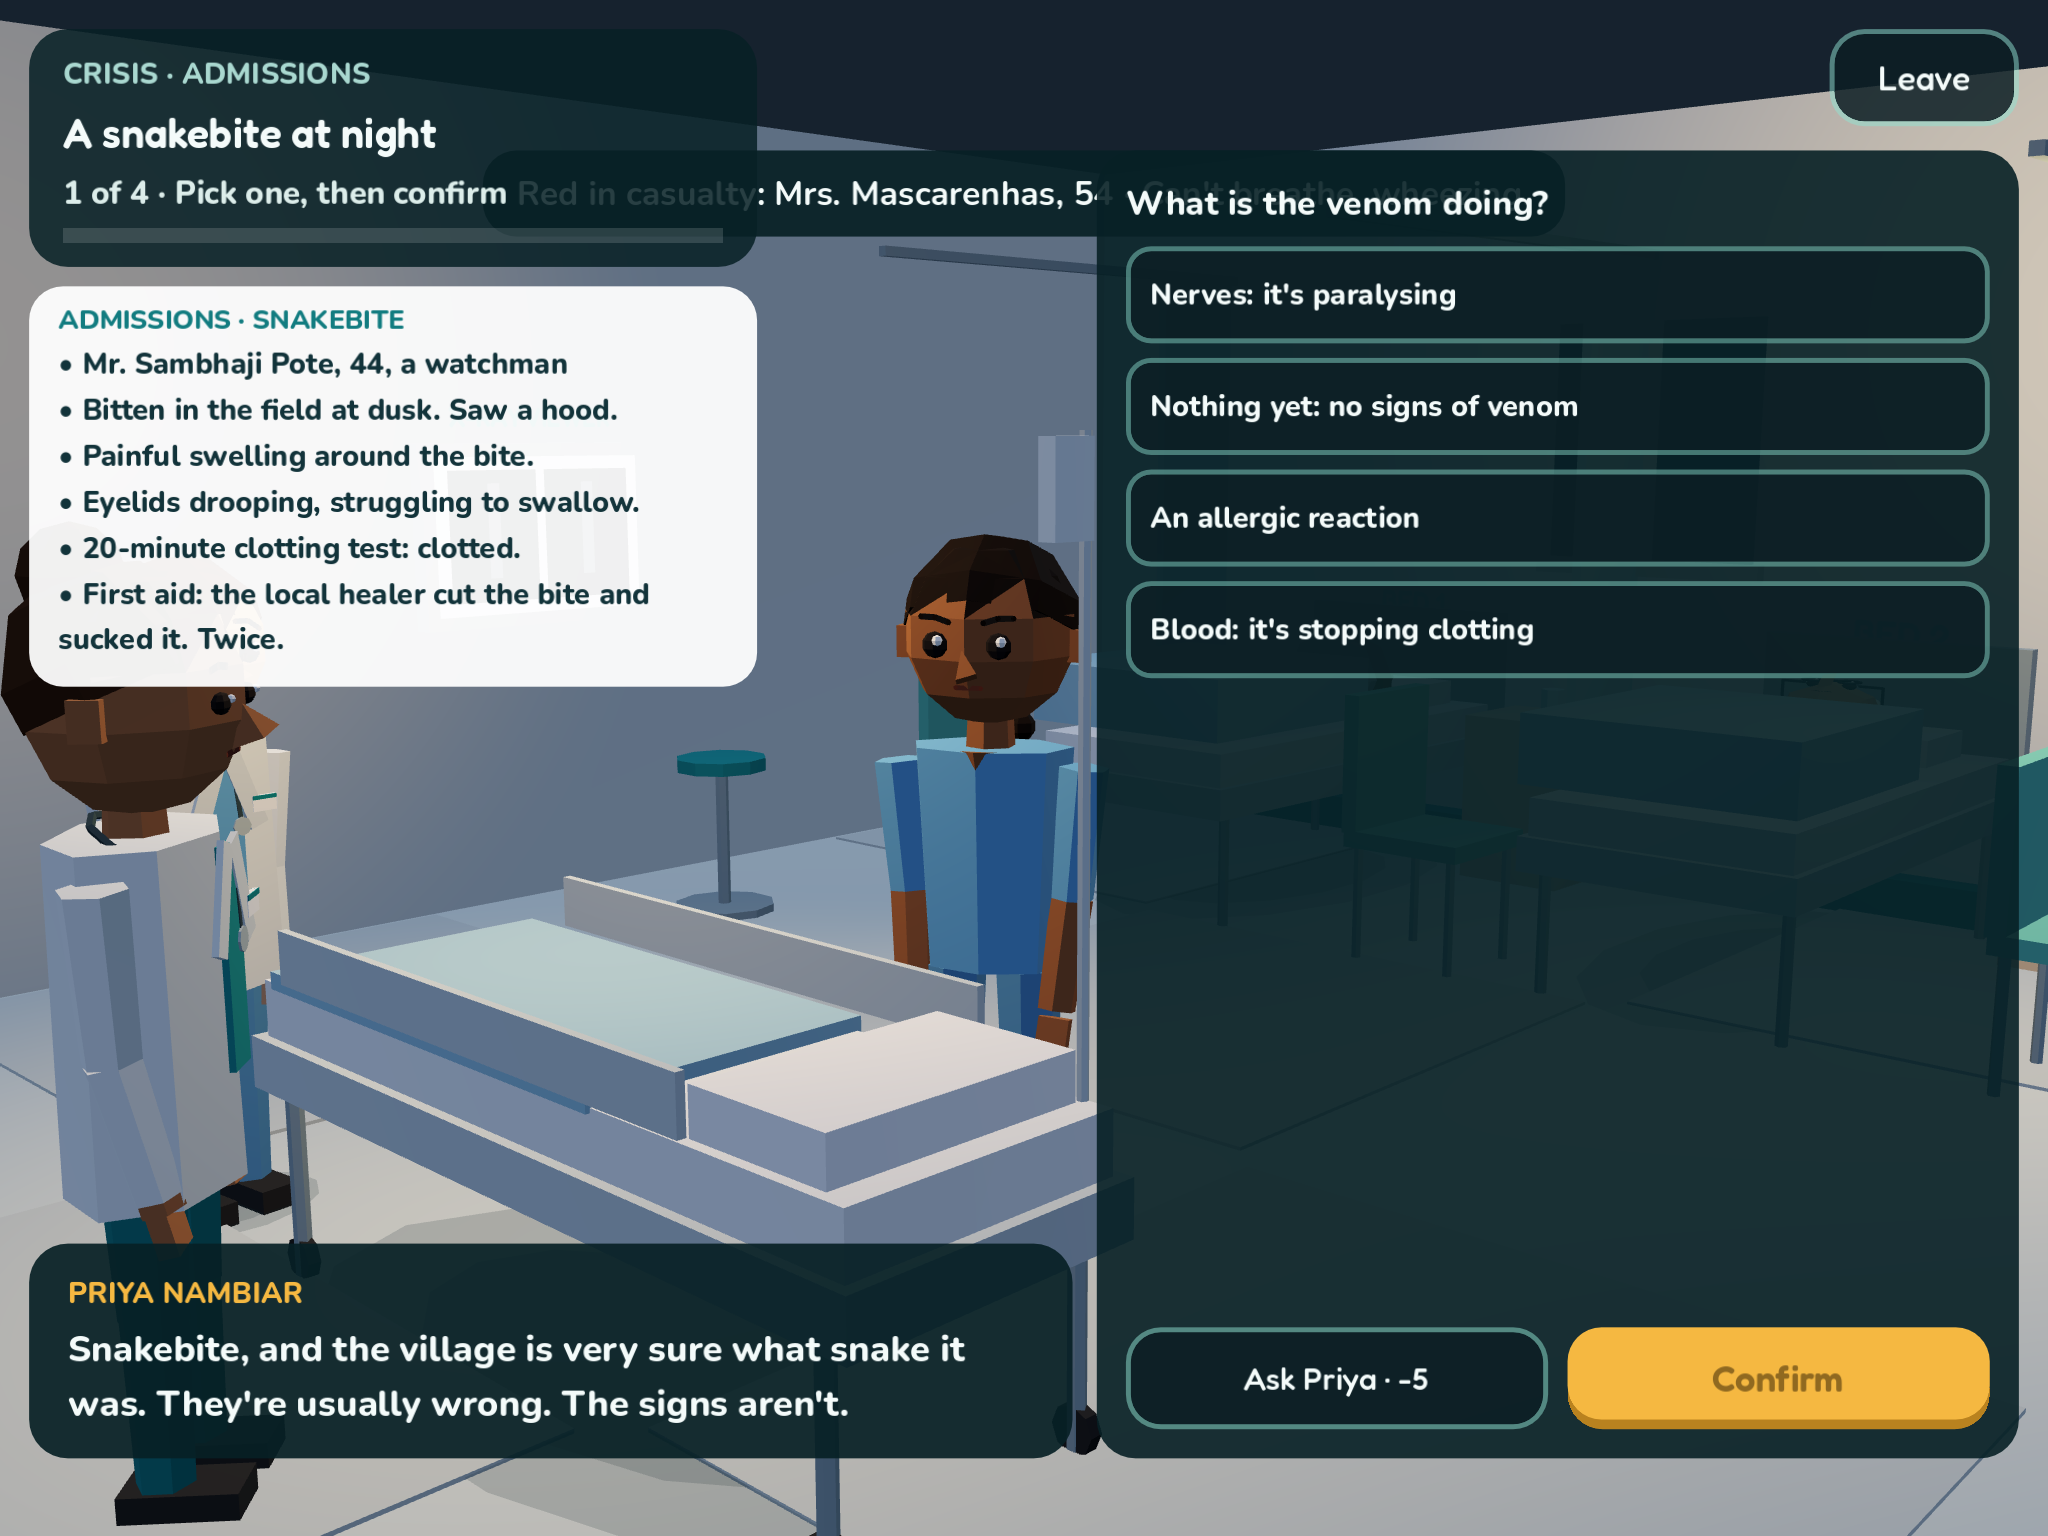 CRISIS · ADMISSIONS
A snakebite at night
1 of 4 · Pick one, then confirm
Red in casualty: Mrs. Mascarenhas, 54 · Can't breathe, wheezing
Leave
ADMISSIONS · SNAKEBITE
• Mr. Sambhaji Pote, 44, a watchman
• Bitten in the field at dusk. Saw a hood.
• Painful swelling around the bite.
• Eyelids drooping, struggling to swallow.
• 20-minute clotting test: clotted.
• First aid: the local healer cut the bite and
sucked it. Twice.
What is the venom doing?
Nerves: it's paralysing
Nothing yet: no signs of venom
An allergic reaction
Blood: it's stopping clotting
PRIYA NAMBIAR
Snakebite, and the village is very sure what snake it
was. They're usually wrong. The signs aren't.
Ask Priya · -5
Confirm